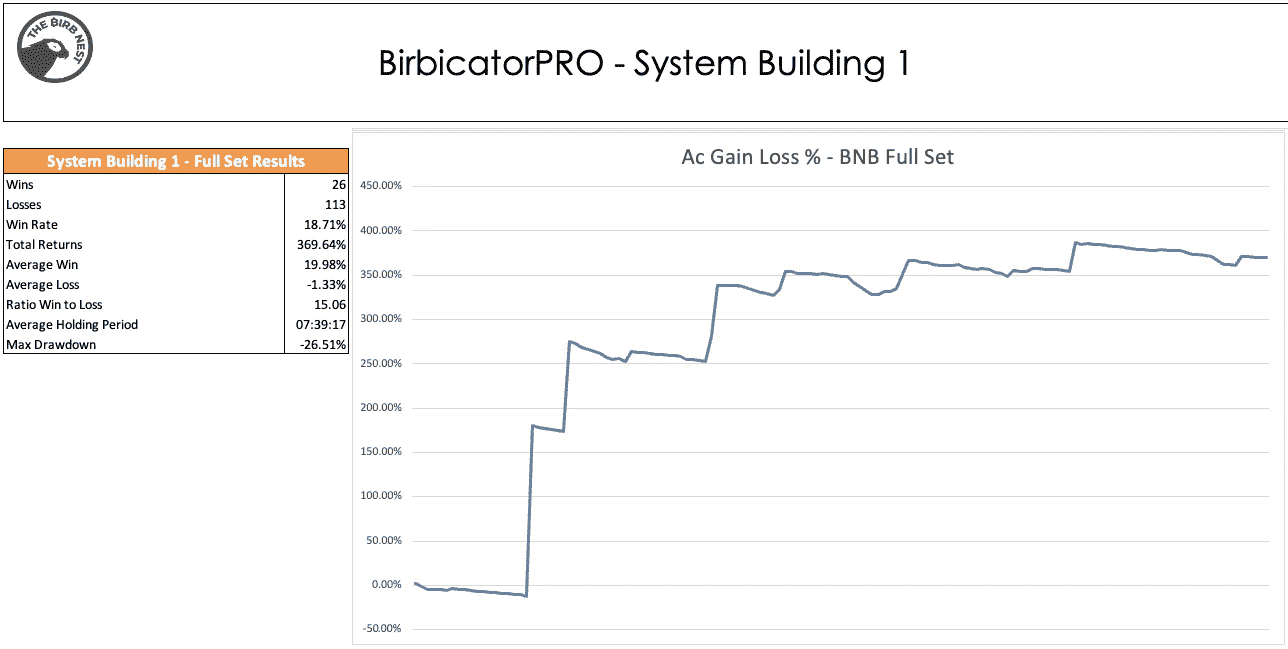 THE BIRB NEST
BirbicatorPRO - System Building 1
System Building 1 - Full Set Results
Wins 26
Losses 113
Win Rate 18.71%
Total Returns 369.64%
Average Win 19.98%
Average Loss -1.33%
Ratio Win to Loss 15.06
Average Holding Period 07:39:17
Max Drawdown -26.51%
Ac Gain Loss % - BNB Full Set
450.00%
400.00%
350.00%
300.00%
250.00%
200.00%
150.00%
100.00%
50.00%
0.00%
-50.00%